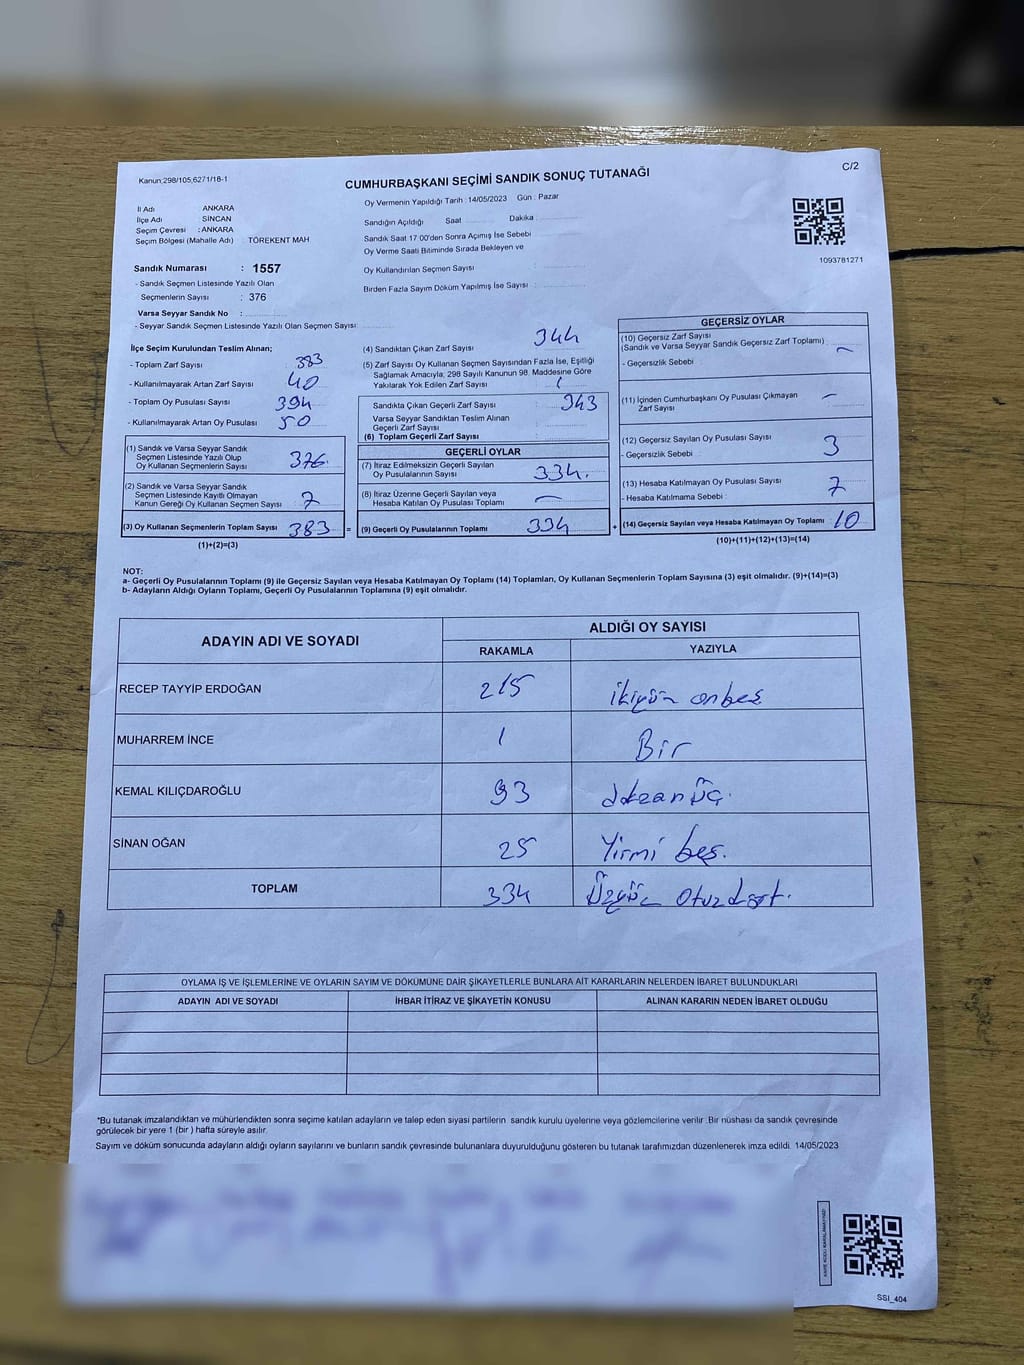 Kanun:298/105,6271/18-1
C/2
CUMHURBAŞKANI SEÇİMİ SANDIK SONUÇ TUTANAĞI
İl Adı ANKARA
İlçe Adı SİNCAN
Seçim Çevresi : ANKARA
Seçim Bölgesi (Mahalle Adı) : TÖREKENT MAH
Sandık Numarası : 1557
- Sandık Seçmen Listesinde Yazılı Olan
Seçmenlerin Sayısı : 376
Varsa Seyyar Sandık No :
- Seyyar Sandık Seçmen Listesinde Yazılı Olan Seçmen Sayısı:
Oy Vermenin Yapıldığı Tarih : 14/05/2023 Gün : Pazar
Sandığın Açıldığı Saat Dakika
Sandık Saat 17:00'den Sonra Açımış İse Sebebi
Oy Verme Saati Bitiminde Sırada Bekleyen ve
Oy Kullandırılan Seçmen Sayısı :
Birden Fazla Sayım Döküm Yapılmış İse Sayısı :
1093781271
İlçe Seçim Kurulundan Teslim Alınan;
- Toplam Zarf Sayısı 383
- Kullanılmayarak Artan Zarf Sayısı 40
- Toplam Oy Pusulası Sayısı 394
- Kullanılmayarak Artan Oy Pusulası 50
(1) Sandık ve Varsa Seyyar Sandık
Seçmen Listesinde Yazılı Olup
Oy Kullanan Seçmenlerin Sayısı 376
(2) Sandık ve Varsa Seyyar Sandık
Seçmen Listesinde Kayıtlı Olmayan
Kanun Gereği Oy Kullanan Seçmen Sayısı 7
(3) Oy Kullanan Seçmenlerin Toplam Sayısı 383 =
(1)+(2)=(3)
(4) Sandıktan Çıkan Zarf Sayısı 344
(5) Zarf Sayısı Oy Kullanan Seçmen Sayısından Fazla İse, Eşitliği
Sağlamak Amacıyla, 298 Sayılı Kanunun 98. Maddesine Göre
Yakılarak Yok Edilen Zarf Sayısı 1
Sandıkta Çıkan Geçerli Zarf Sayısı : 343
Varsa Seyyar Sandıktan Teslim Alınan
Geçerli Zarf Sayısı
(6) Toplam Geçerli Zarf Sayısı :
GEÇERLİ OYLAR
(7) İtiraz Edilmeksizin Geçerli Sayılan
Oy Pusulalarının Sayısı 334.
(8) İtiraz Üzerine Geçerli Sayılan veya
Hesaba Katılan Oy Pusulası Toplamı —
(9) Geçerli Oy Pusulalarının Toplamı 334 +
GEÇERSİZ OYLAR
(10) Geçersiz Zarf Sayısı
(Sandık ve Varsa Seyyar Sandık Geçersiz Zarf Toplamı) —
- Geçersizlik Sebebi :
(11) İçinden Cumhurbaşkanı Oy Pusulası Çıkmayan
Zarf Sayısı —
(12) Geçersiz Sayılan Oy Pusulası Sayısı 3
- Geçersizlik Sebebi :
(13) Hesaba Katılmayan Oy Pusulası Sayısı 7
- Hesaba Katılmama Sebebi :
(14) Geçersiz Sayılan veya Hesaba Katılmayan Oy Toplamı 10
(10)+(11)+(12)+(13)=(14)
NOT:
a- Geçerli Oy Pusulalarının Toplamı (9) ile Geçersiz Sayılan veya Hesaba Katılmayan Oy Toplamı (14) Toplamları, Oy Kullanan Seçmenlerin Toplam Sayısına (3) eşit olmalıdır. (9)+(14)=(3)
b- Adayların Aldığı Oyların Toplamı, Geçerli Oy Pusulalarının Toplamına (9) eşit olmalıdır.
ADAYIN ADI VE SOYADI ALDIĞI OY SAYISI
RAKAMLA YAZIYLA
RECEP TAYYİP ERDOĞAN 215 ikiyüz onbeş
MUHARREM İNCE 1 Bir
KEMAL KILIÇDAROĞLU 93 doksan üç.
SİNAN OĞAN 25 Yirmi beş.
TOPLAM 334 Üzyüz otuzdört.
OYLAMA İŞ VE İŞLEMLERİNE VE OYLARIN SAYIM VE DÖKÜMÜNE DAİR ŞİKAYETLERLE BUNLARA AİT KARARLARIN NELERDEN İBARET BULUNDUKLARI
ADAYIN ADI VE SOYADI İHBAR İTİRAZ VE ŞİKAYETİN KONUSU ALINAN KARARIN NEDEN İBARET OLDUĞU
*Bu tutanak imzalandıktan ve mühürlendikten sonra seçime katılan adayların ve talep eden siyasi partilerin sandık kurulu üyelerine veya gözlemcilerine verilir. Bir nüshası da sandık çevresinde
görülecek bir yere 1 (bir ) hafta süreyle asılır.
Sayım ve döküm sonucunda adayların aldığı oyların sayılarını ve bunların sandık çevresinde bulunanlara duyurulduğunu gösteren bu tutanak tarafımızdan düzenlenerek imza edildi. 14/05/2023
SSI_404